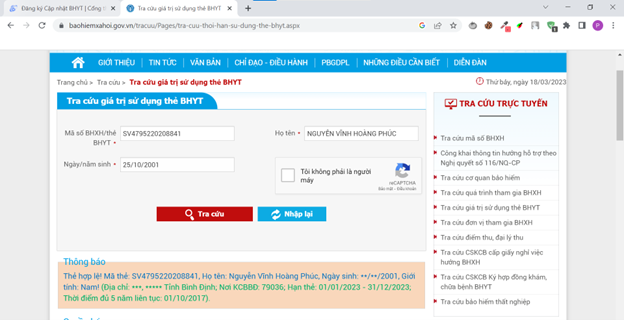 Đăng ký Cập nhật BHYT | Cổng t
Tra cứu giá trị sử dụng thẻ BHYT
baohiemxahoi.gov.vn/tracuu/Pages/tra-cuu-thoi-han-su-dung-the-bhyt.aspx
GIỚI THIỆU | TIN TỨC | VĂN BẢN | CHỈ ĐẠO - ĐIỀU HÀNH | PBGDPL | NHỮNG ĐIỀU CẦN BIẾT | DIỄN ĐÀN
Trang chủ > Tra cứu > Tra cứu giá trị sử dụng thẻ BHYT
Thứ bảy, ngày 18/03/2023
Tra cứu giá trị sử dụng thẻ BHYT
Mã số BHXH/thẻ
BHYT *
SV4795220208841
Họ tên *
NGUYỄN VĨNH HOÀNG PHÚC
Ngày/năm sinh *
25/10/2001
Tôi không phải là người
máy
reCAPTCHA
Bảo mật - Điều khoản
Tra cứu
Nhập lại
Thông báo
Thẻ hợp lệ! Mã thẻ: SV4795220208841, Họ tên: Nguyễn Vĩnh Hoàng Phúc, Ngày sinh: **/**/2001, Giới
tính: Nam! (Địa chỉ: ***, ***** Tỉnh Bình Định, Nơi KCBBĐ: 79036; Hạn thẻ: 01/01/2023 - 31/12/2023;
Thời điểm đủ 5 năm liên tục: 01/10/2017).
TRA CỨU TRỰC TUYẾN
Tra cứu mã số BHXH
Công khai thông tin hưởng hỗ trợ theo
Nghị quyết số 116/NQ-CP
Tra cứu cơ quan bảo hiểm
Tra cứu quá trình tham gia BHXH
Tra cứu giá trị sử dụng thẻ BHYT
Tra cứu đơn vị tham gia BHXH
Tra cứu điểm thu, đại lý thu
Tra cứu CSKCB cấp giấy nghỉ việc
hưởng BHXH
Tra cứu CSKCB Ký hợp đồng khám,
chữa bệnh BHYT
Tra cứu bảo hiểm thất nghiệp